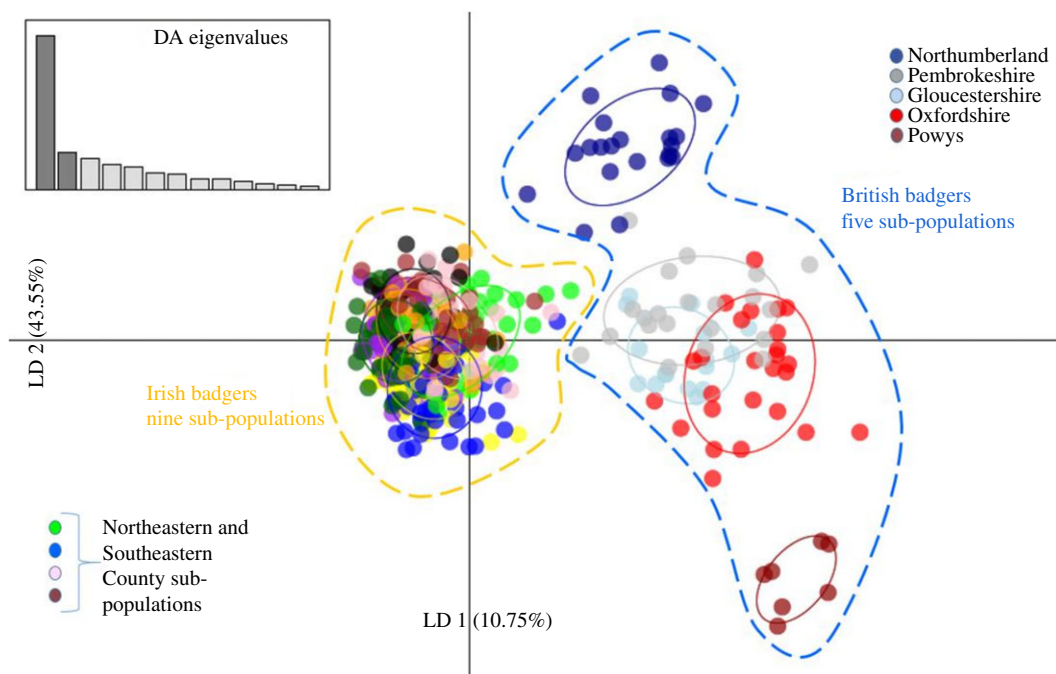 DA eigenvalues
Northumberland
Pembrokeshire
Gloucestershire
Oxfordshire
Powys
British badgers
five sub-populations
LD 2 (43.55%)
Irish badgers
nine sub-populations
Northeastern and
Southeastern
County sub-
populations
LD 1 (10.75%)